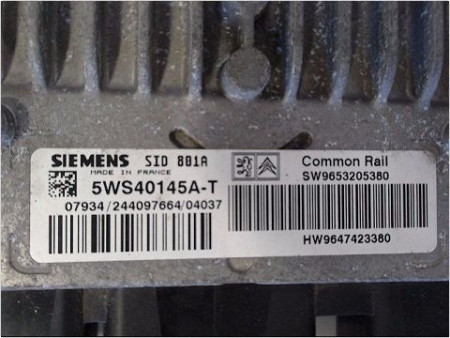 SIEMENS SID 801A
MADE IN FRANCE
5WS40145A-T
07934/244097664/04037
Common Rail
SW9653205380
HW9647423380